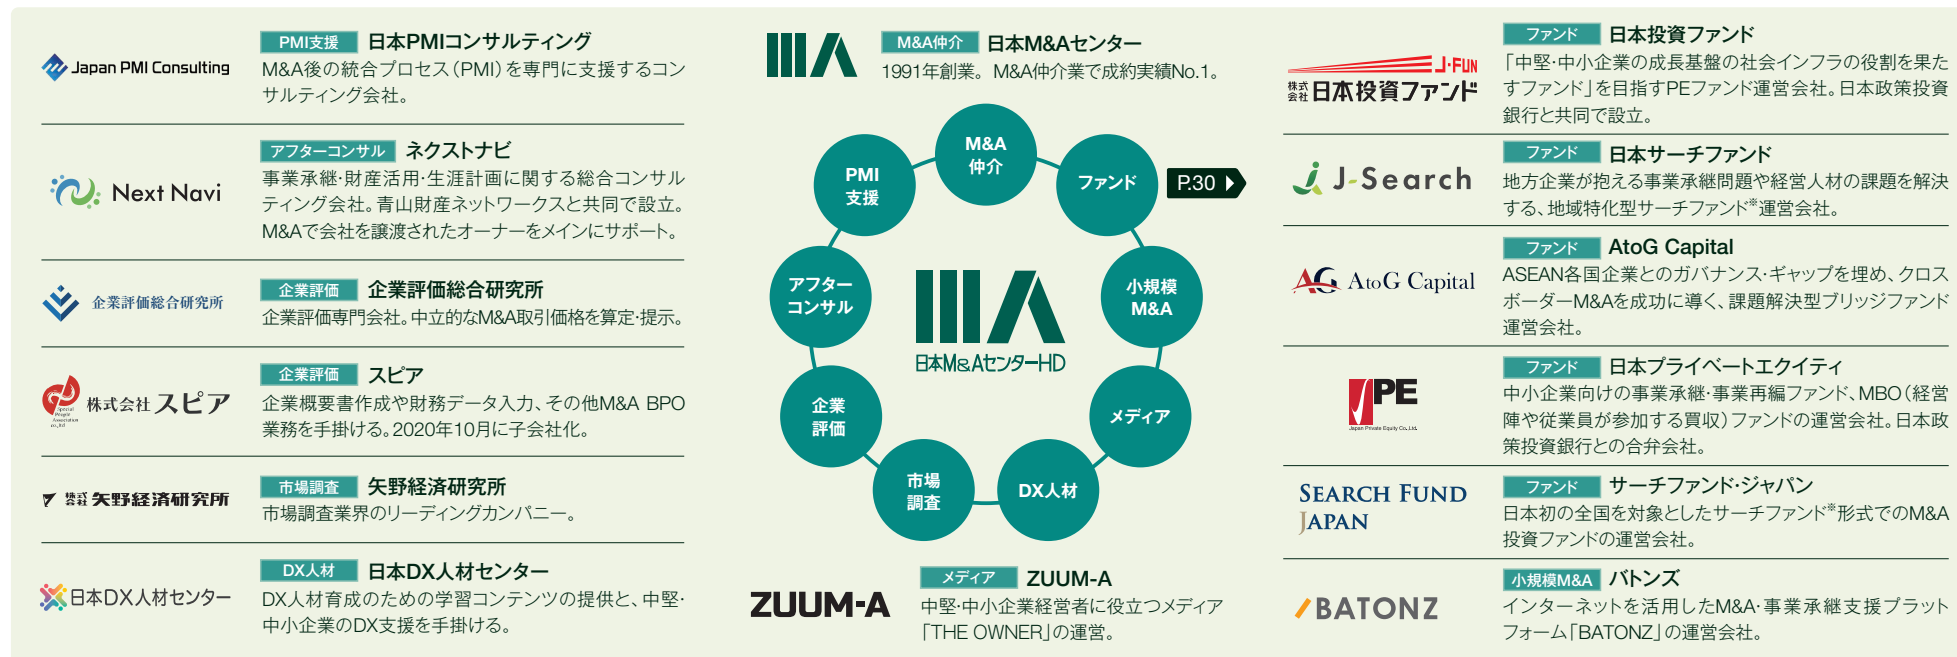 Japan PMI Consulting
PMI支援 日本PMIコンサルティング
M&A後の統合プロセス（PMI）を専門に支援するコン
サルティング会社。
Next Navi
アフターコンサル ネクストナビ
事業承継・財産活用・生涯計画に関する総合コンサル
ティング会社。青山財産ネットワークスと共同で設立。
M&Aで会社を譲渡されたオーナーをメインにサポート。
企業評価総合研究所
企業評価 企業評価総合研究所
企業評価専門会社。中立的なM&A取引価格を算定・提示。
Special
People
Association
co.,ltd
株式会社 スピア
企業評価 スピア
企業概要書作成や財務データ入力、その他M&A BPO
業務を手掛ける。2020年10月に子会社化。
株式会社 矢野経済研究所
市場調査 矢野経済研究所
市場調査業界のリーディングカンパニー。
日本DX人材センター
DX人材 日本DX人材センター
DX人材育成のための学習コンテンツの提供と、中堅・
中小企業のDX支援を手掛ける。
M&A仲介 日本M&Aセンター
1991年創業。 M&A仲介業で成約実績No.1。
M&A
仲介
ファンド
P.30
小規模
M&A
メディア
DX人材
市場
調査
企業
評価
アフター
コンサル
PMI
支援
日本M&AセンターHD
ZUUM-A
メディア ZUUM-A
中堅・中小企業経営者に役立つメディア
「THE OWNER」の運営。
J・FUN
株式会社 日本投資ファンド
ファンド 日本投資ファンド
「中堅・中小企業の成長基盤の社会インフラの役割を果た
すファンド」を目指すPEファンド運営会社。日本政策投資
銀行と共同で設立。
J-Search
ファンド 日本サーチファンド
地方企業が抱える事業承継問題や経営人材の課題を解決
する、地域特化型サーチファンド※運営会社。
AG AtoG Capital
ファンド AtoG Capital
ASEAN各国企業とのガバナンス・ギャップを埋め、クロス
ボーダーM&Aを成功に導く、課題解決型ブリッジファンド
運営会社。
JPE
Japan Private Equity Co.,Ltd.
ファンド 日本プライベートエクイティ
中小企業向けの事業承継・事業再編ファンド、MBO（経営
陣や従業員が参加する買収）ファンドの運営会社。日本政
策投資銀行との合弁会社。
SEARCH FUND
JAPAN
ファンド サーチファンド・ジャパン
日本初の全国を対象としたサーチファンド※形式でのM&A
投資ファンドの運営会社。
BATONZ
小規模M&A バトンズ
インターネットを活用したM&A・事業承継支援プラット
フォーム「BATONZ」の運営会社。